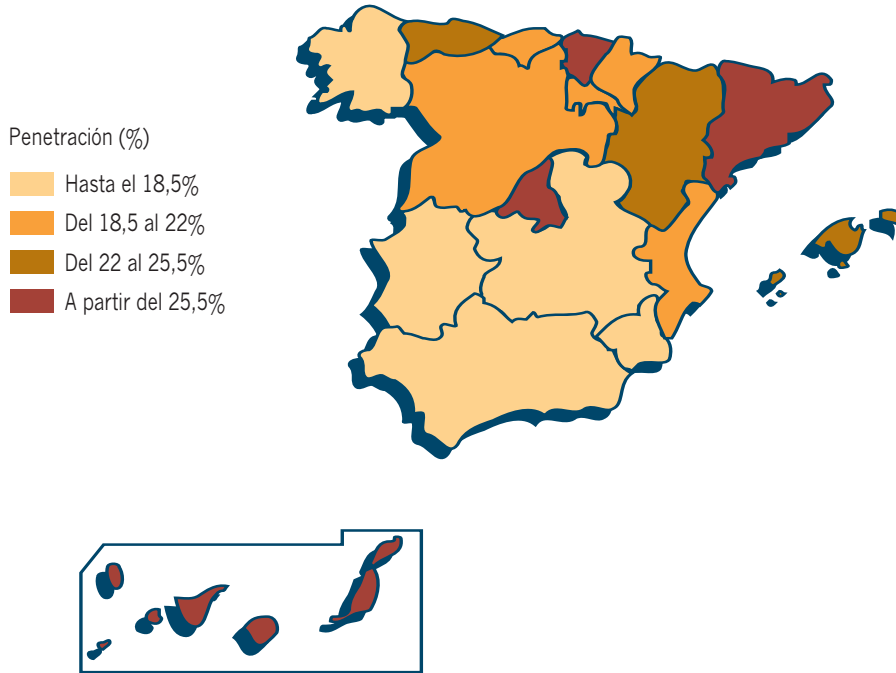 Penetración (%)
Hasta el 18,5%
Del 18,5 al 22%
Del 22 al 25,5%
A partir del 25,5%